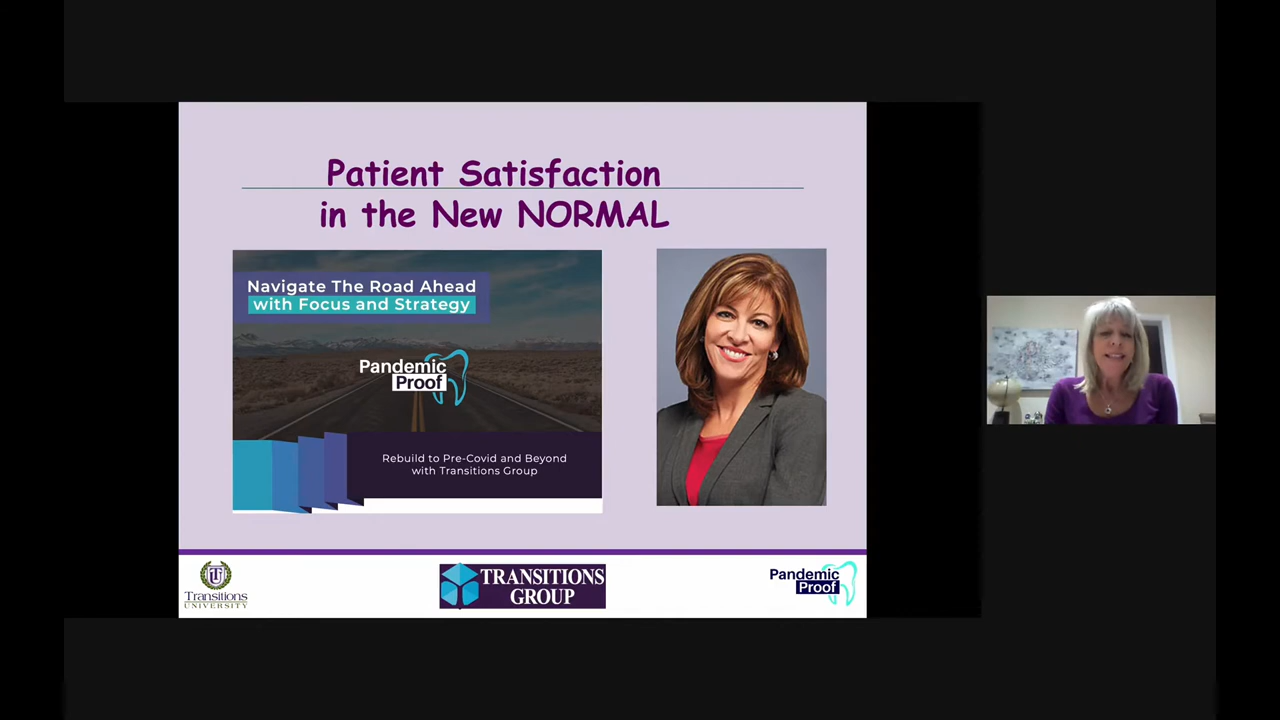 Patient Satisfaction
in the New NORMAL
Navigate The Road Ahead
with Focus and Strategy
Pandemic
Proof
Rebuild to Pre-Covid and Beyond
with Transitions Group
Transitions
UNIVERSITY
TRANSITIONS
GROUP
Pandemic
Proof